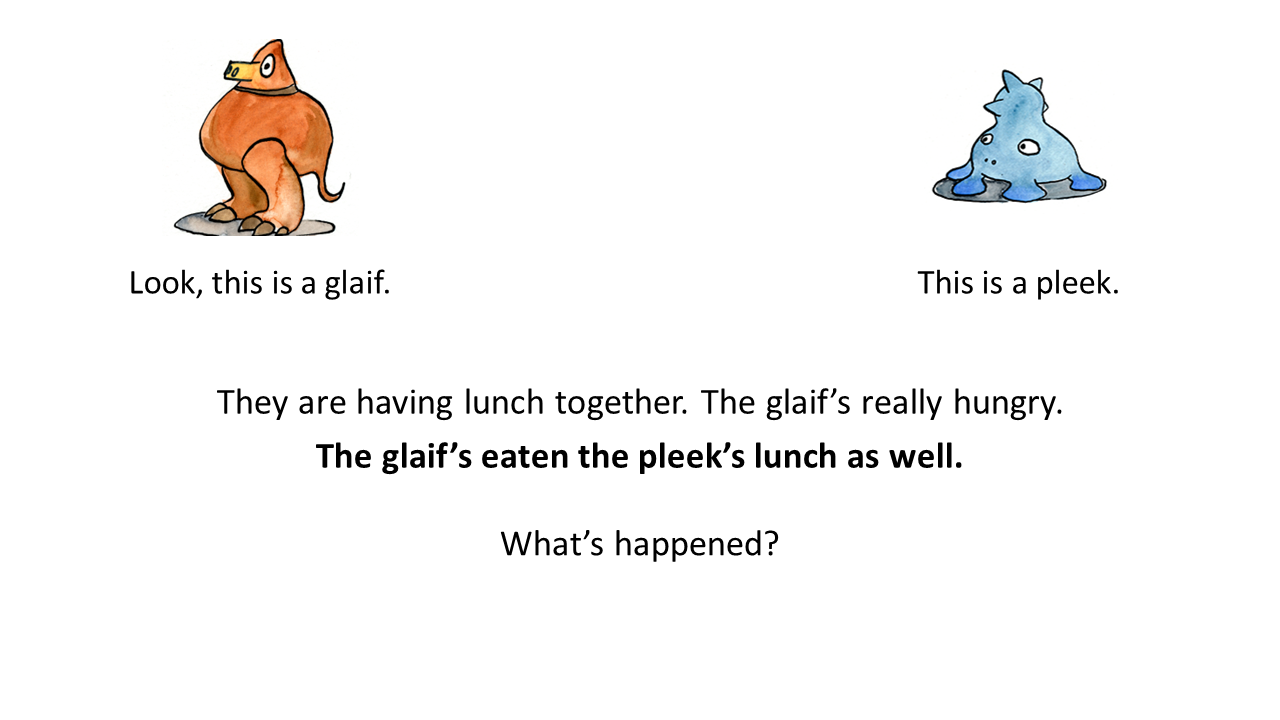 Look, this is a glaif.
This is a pleek.
They are having lunch together. The glaif’s really hungry.
The glaif’s eaten the pleek’s lunch as well.
What’s happened?